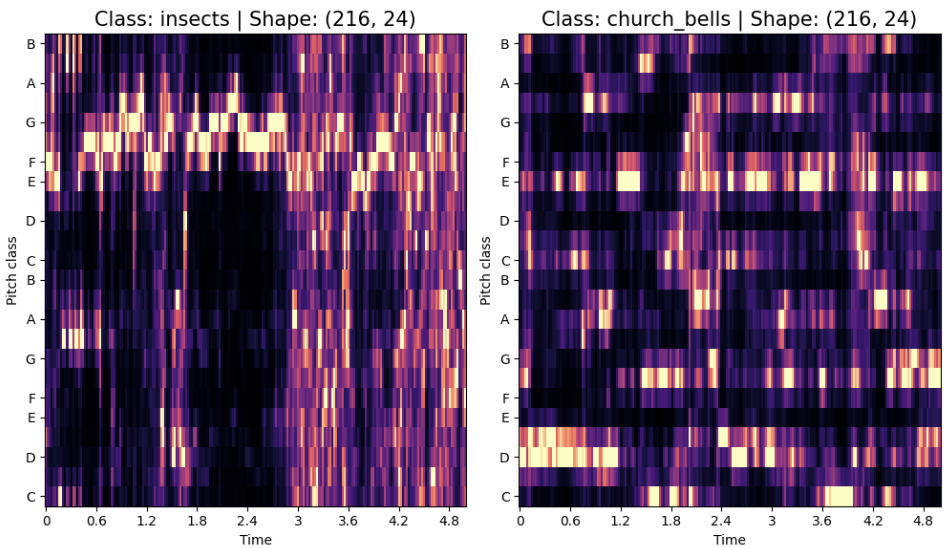 Class: insects | Shape: (216, 24)
Class: church_bells | Shape: (216, 24)
Pitch class
B
A
G
F
E
D
C
B
A
G
F
E
D
C
0 0.6 1.2 1.8 2.4 3 3.6 4.2 4.8
Time
Pitch class
B
A
G
F
E
D
C
B
A
G
F
E
D
C
0 0.6 1.2 1.8 2.4 3 3.6 4.2 4.8
Time